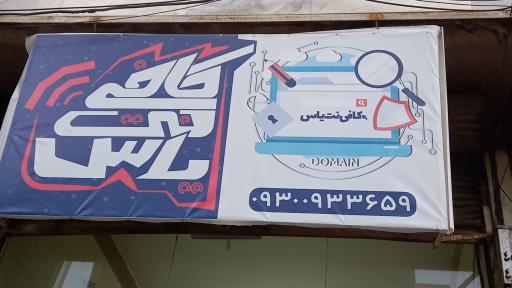 کافی
نت
یاس
کافی نت یاس
DOMAIN
۰۹۳۰۰۹۳۳۶۵۹